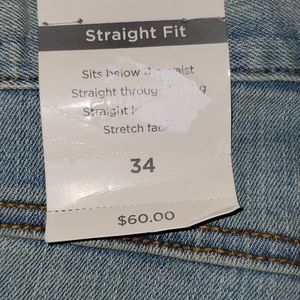 Straight Fit
Sits below waist
Straight through
Straight
Stretch
34
$60.00